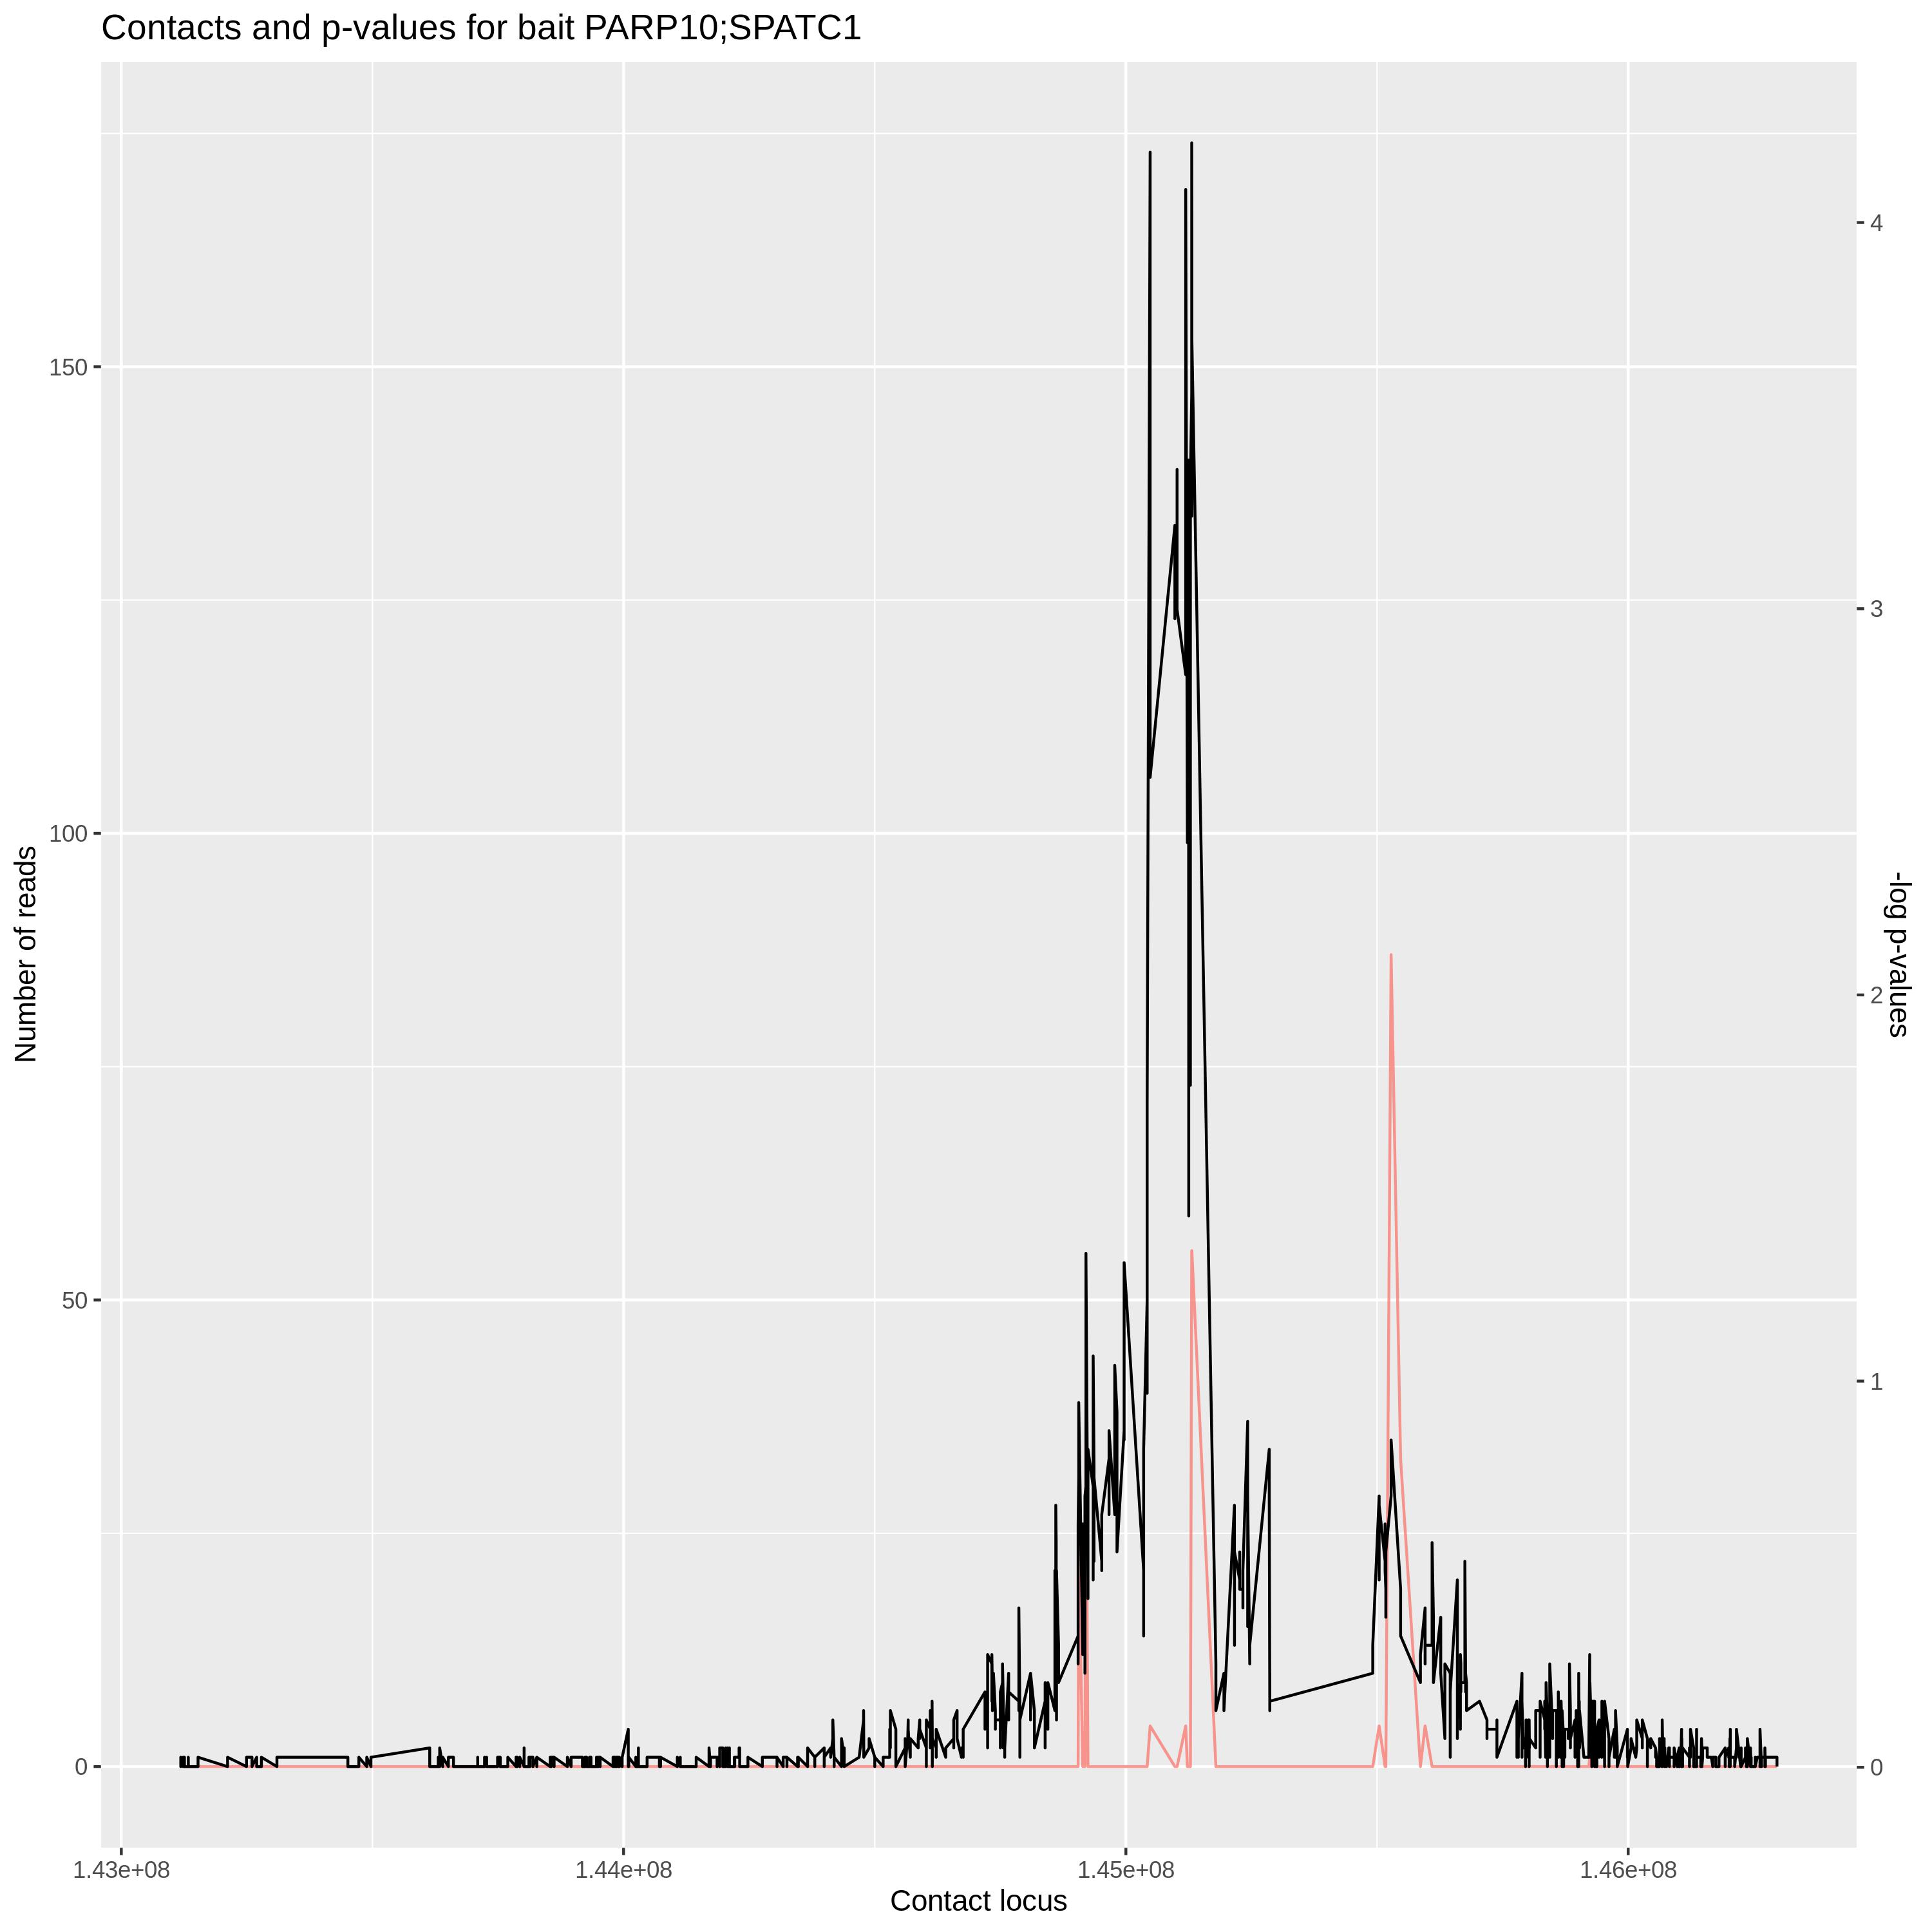 Contacts and p-values for bait PARP10;SPATC1
Number of reads
150
100
50
0
4
3
2
1
0
-log p-values
1.43e+08 1.44e+08 1.45e+08 1.46e+08
Contact locus